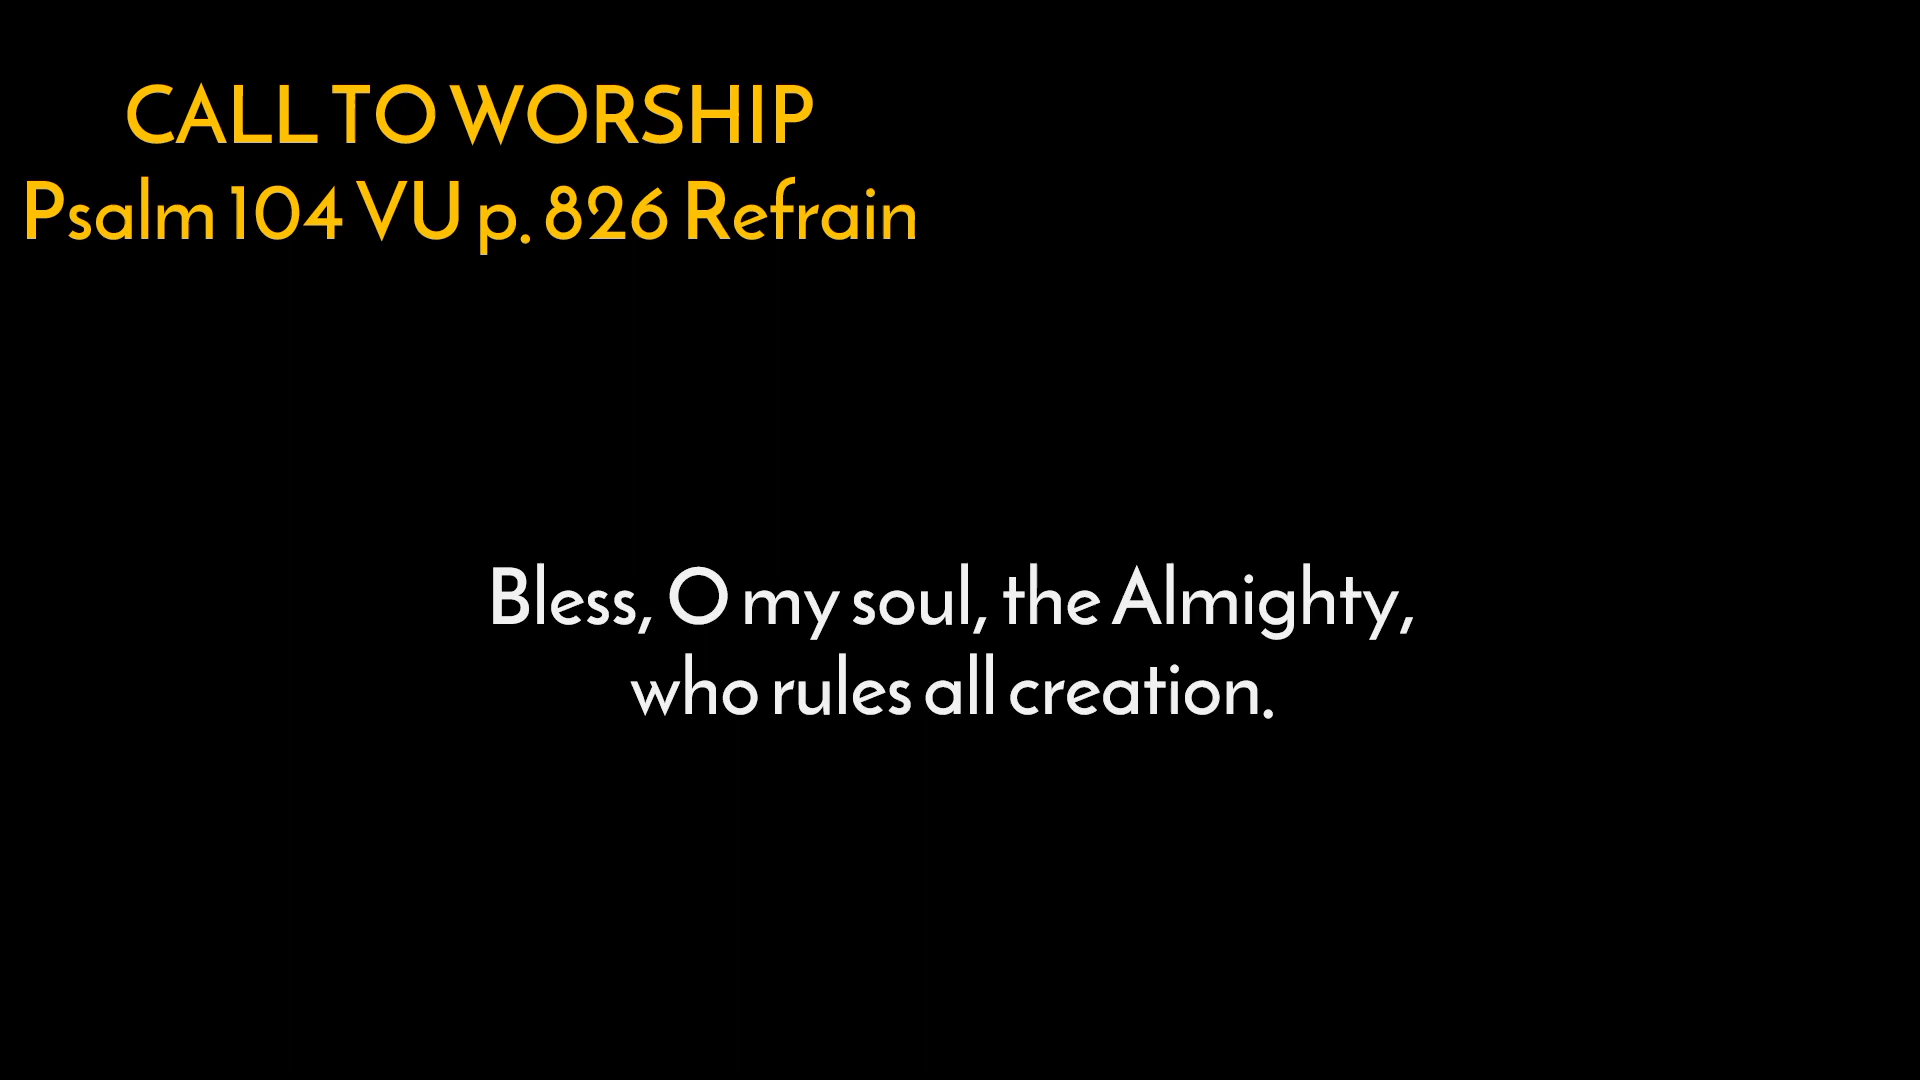 CALL TO WORSHIP
Psalm 104 VU p. 826 Refrain
Bless, O my soul, the Almighty,
who rules all creation.